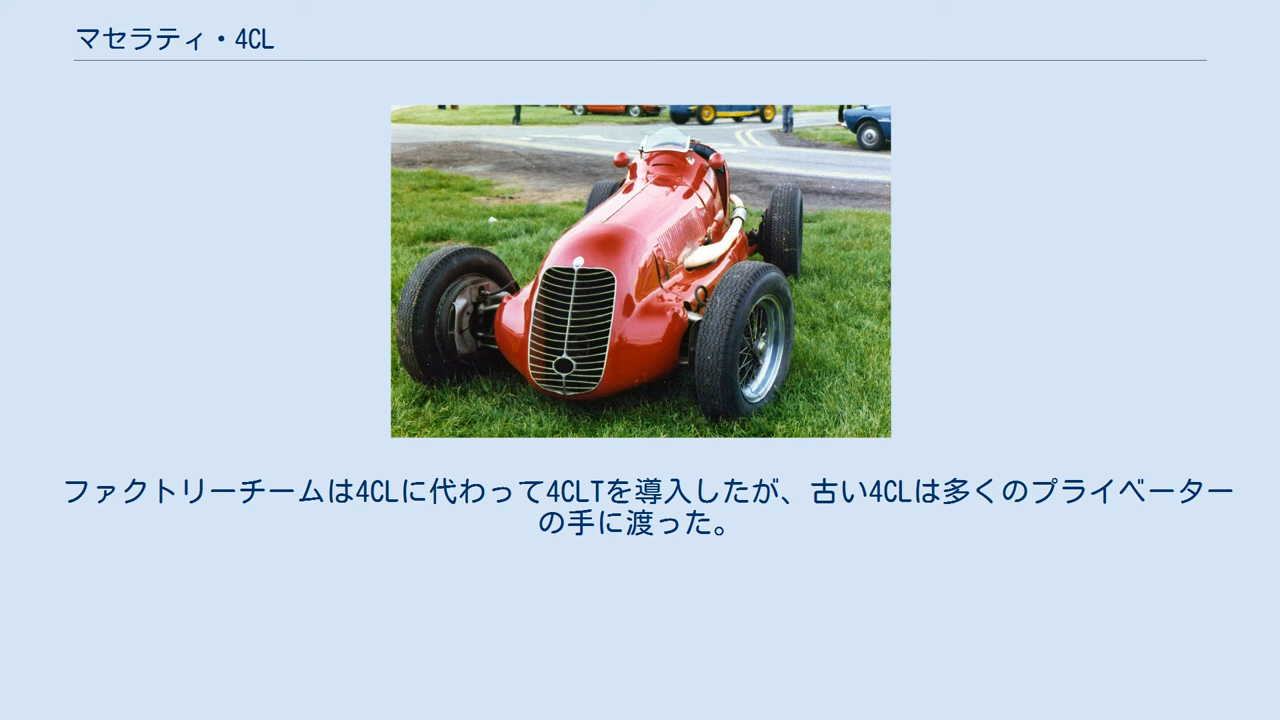 マセラティ・4CL
ファクトリーチームは4CLに代わって4CLTを導入したが、古い4CLは多くのプライベーター
の手に渡った。